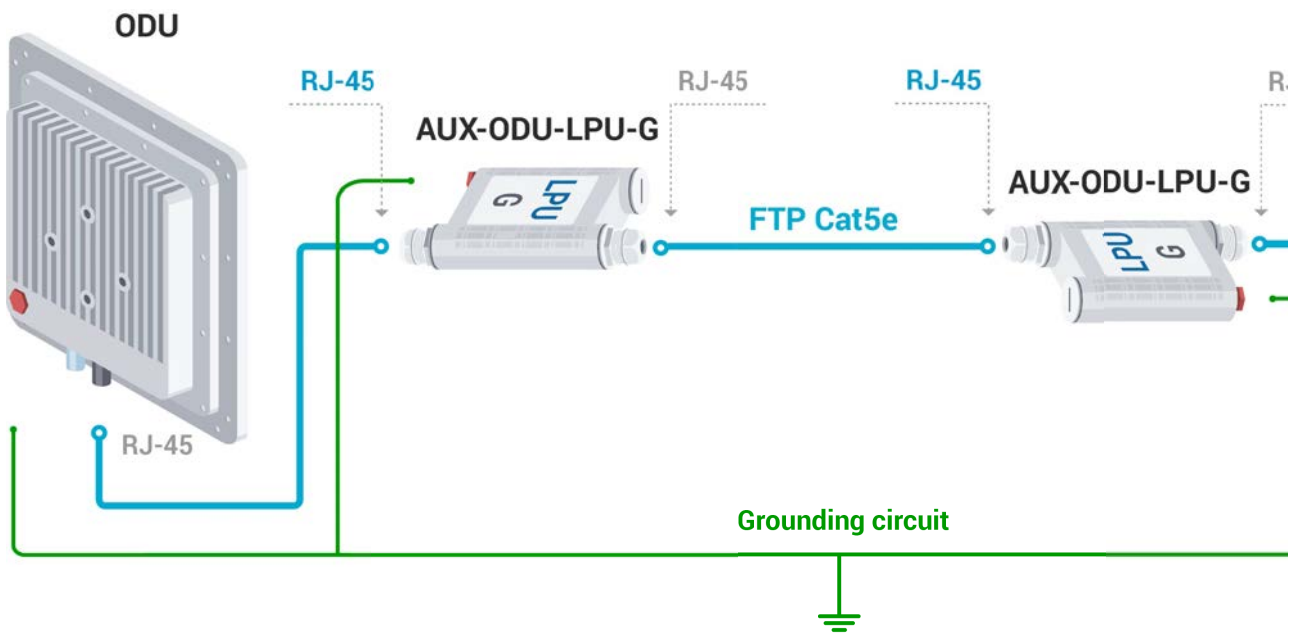 ODU
RJ-45
RJ-45
RJ-45
AUX-ODU-LPU-G
AUX-ODU-LPU-G
LPU
G
LPU
G
FTP Cat5e
RJ-45
Grounding circuit